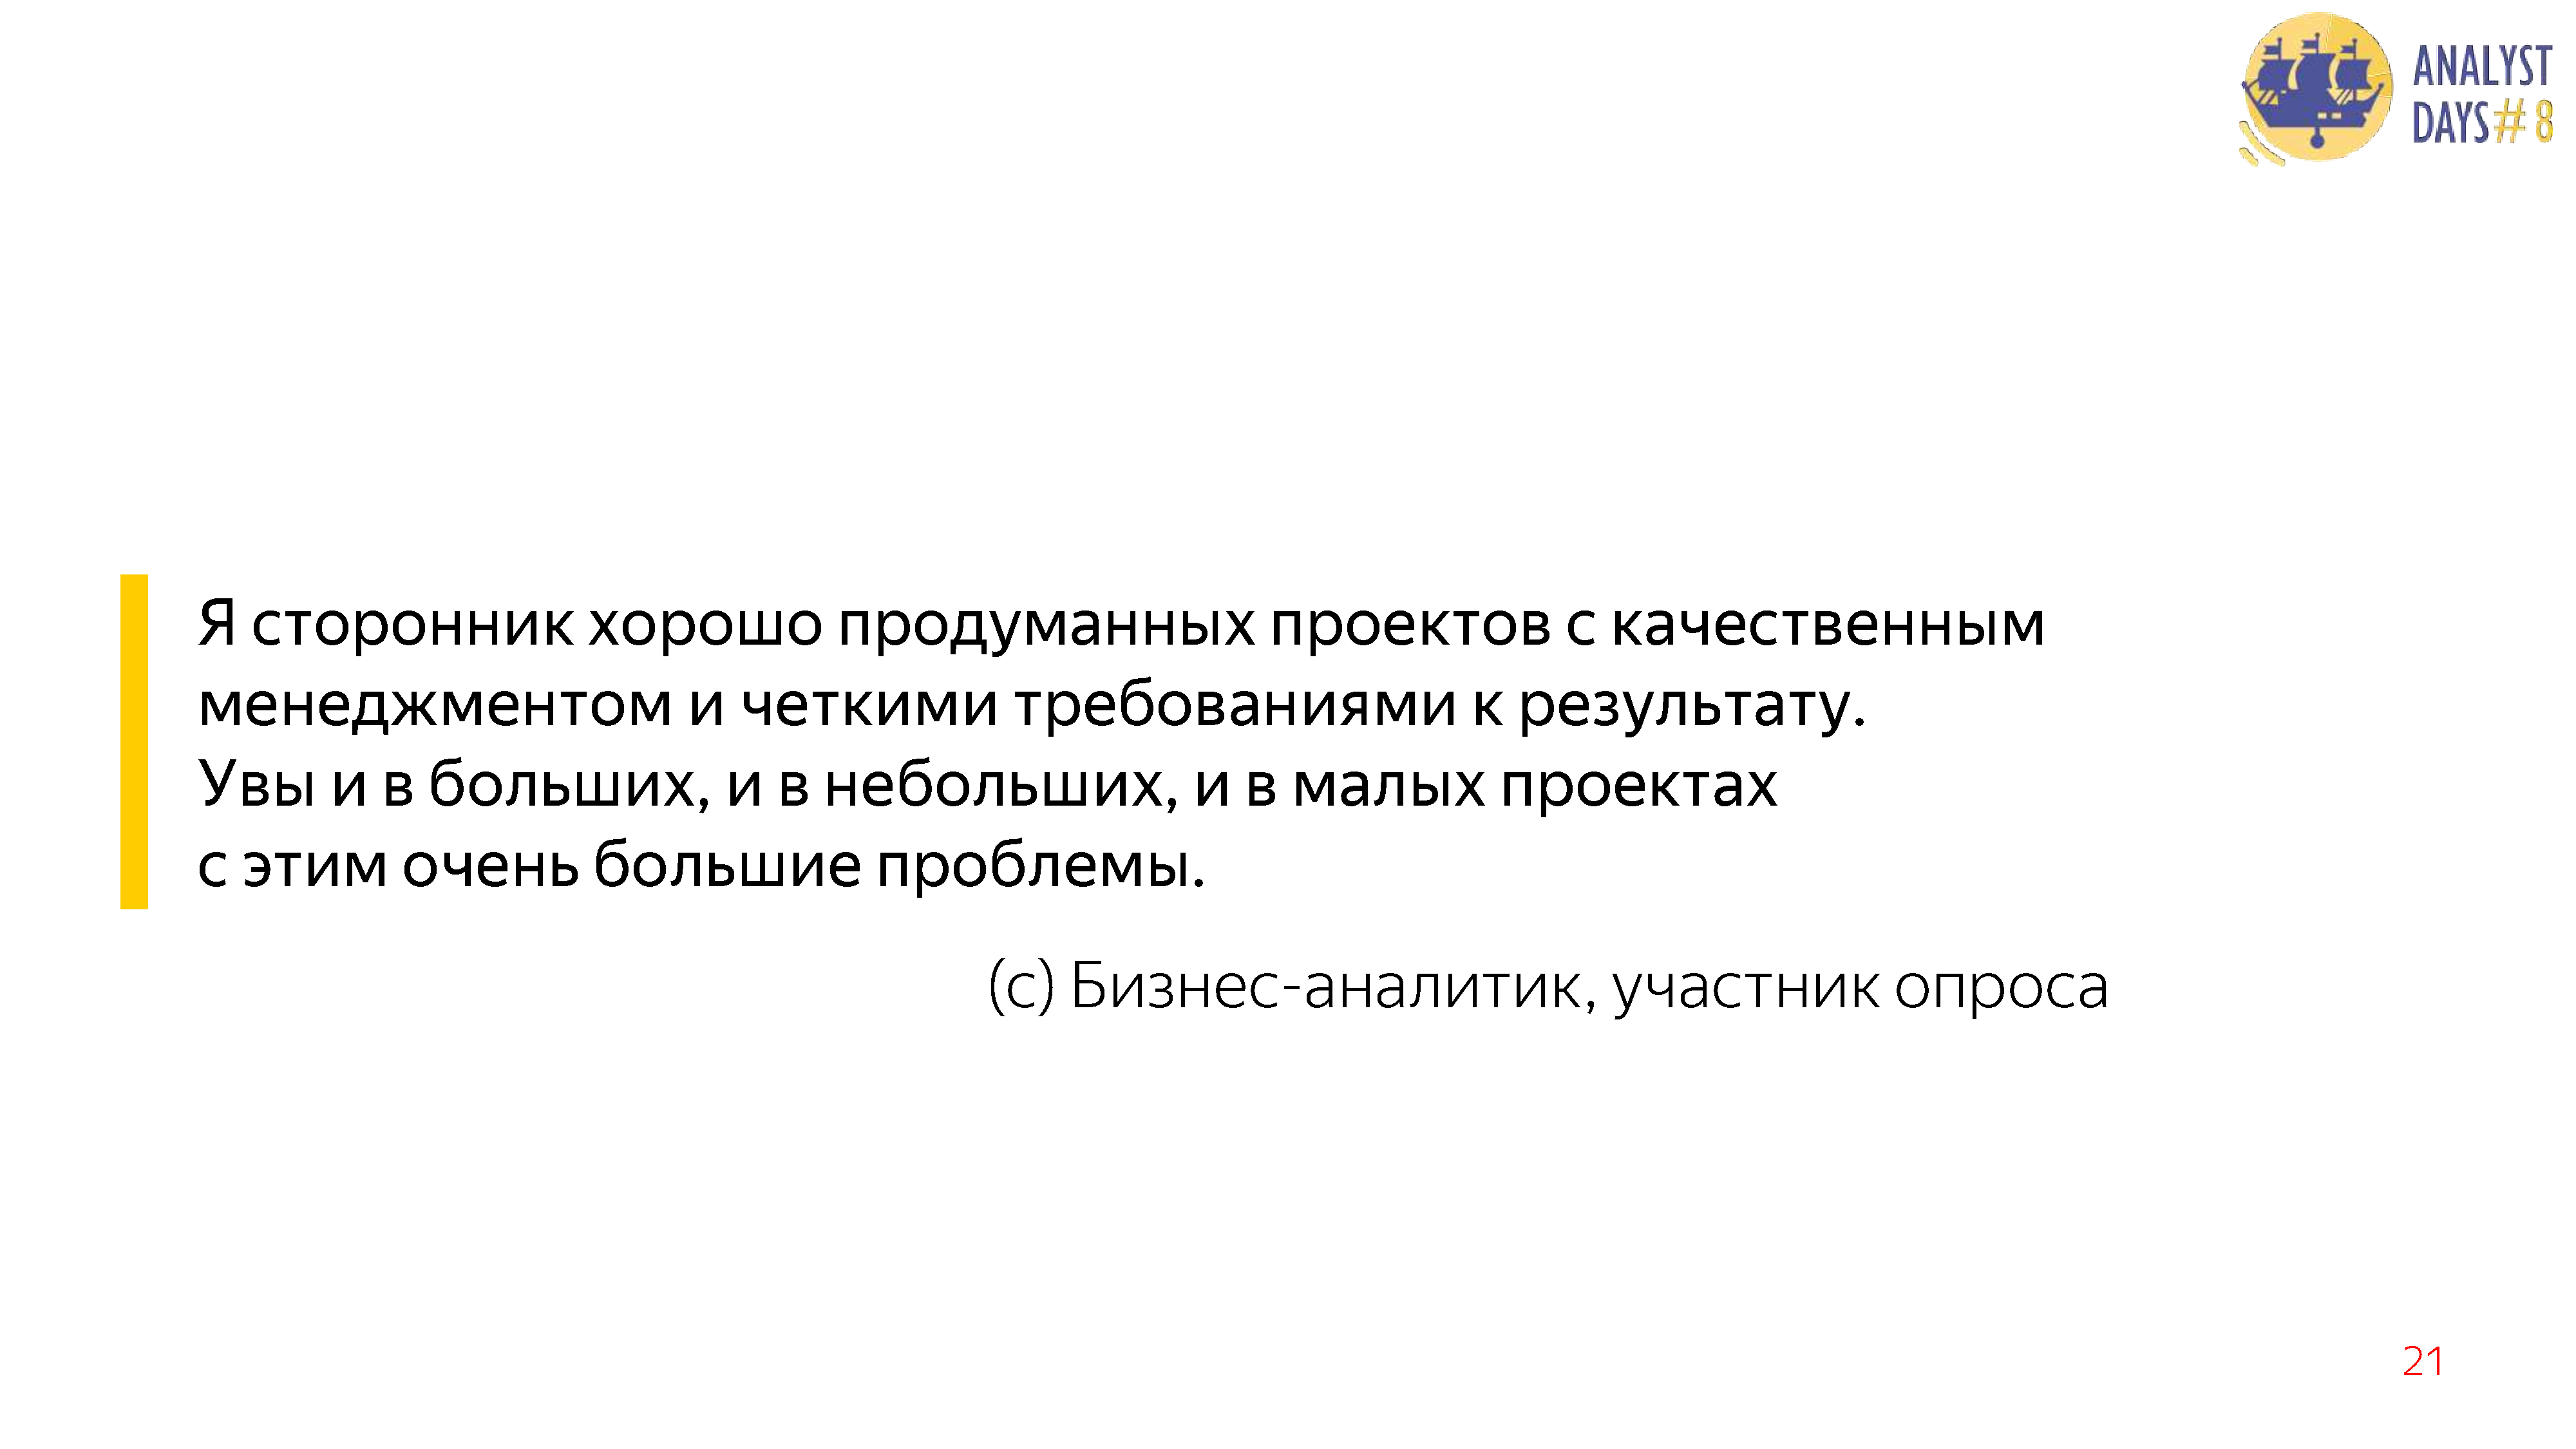 ANALYST
DAYS#8
Я сторонник хорошо продуманных проектов с качественным
менеджментом и четкими требованиями к результату.
Увы и в больших, и в небольших, и в малых проектах
с этим очень большие проблемы.
(с) Бизнес-аналитик, участник опроса
21